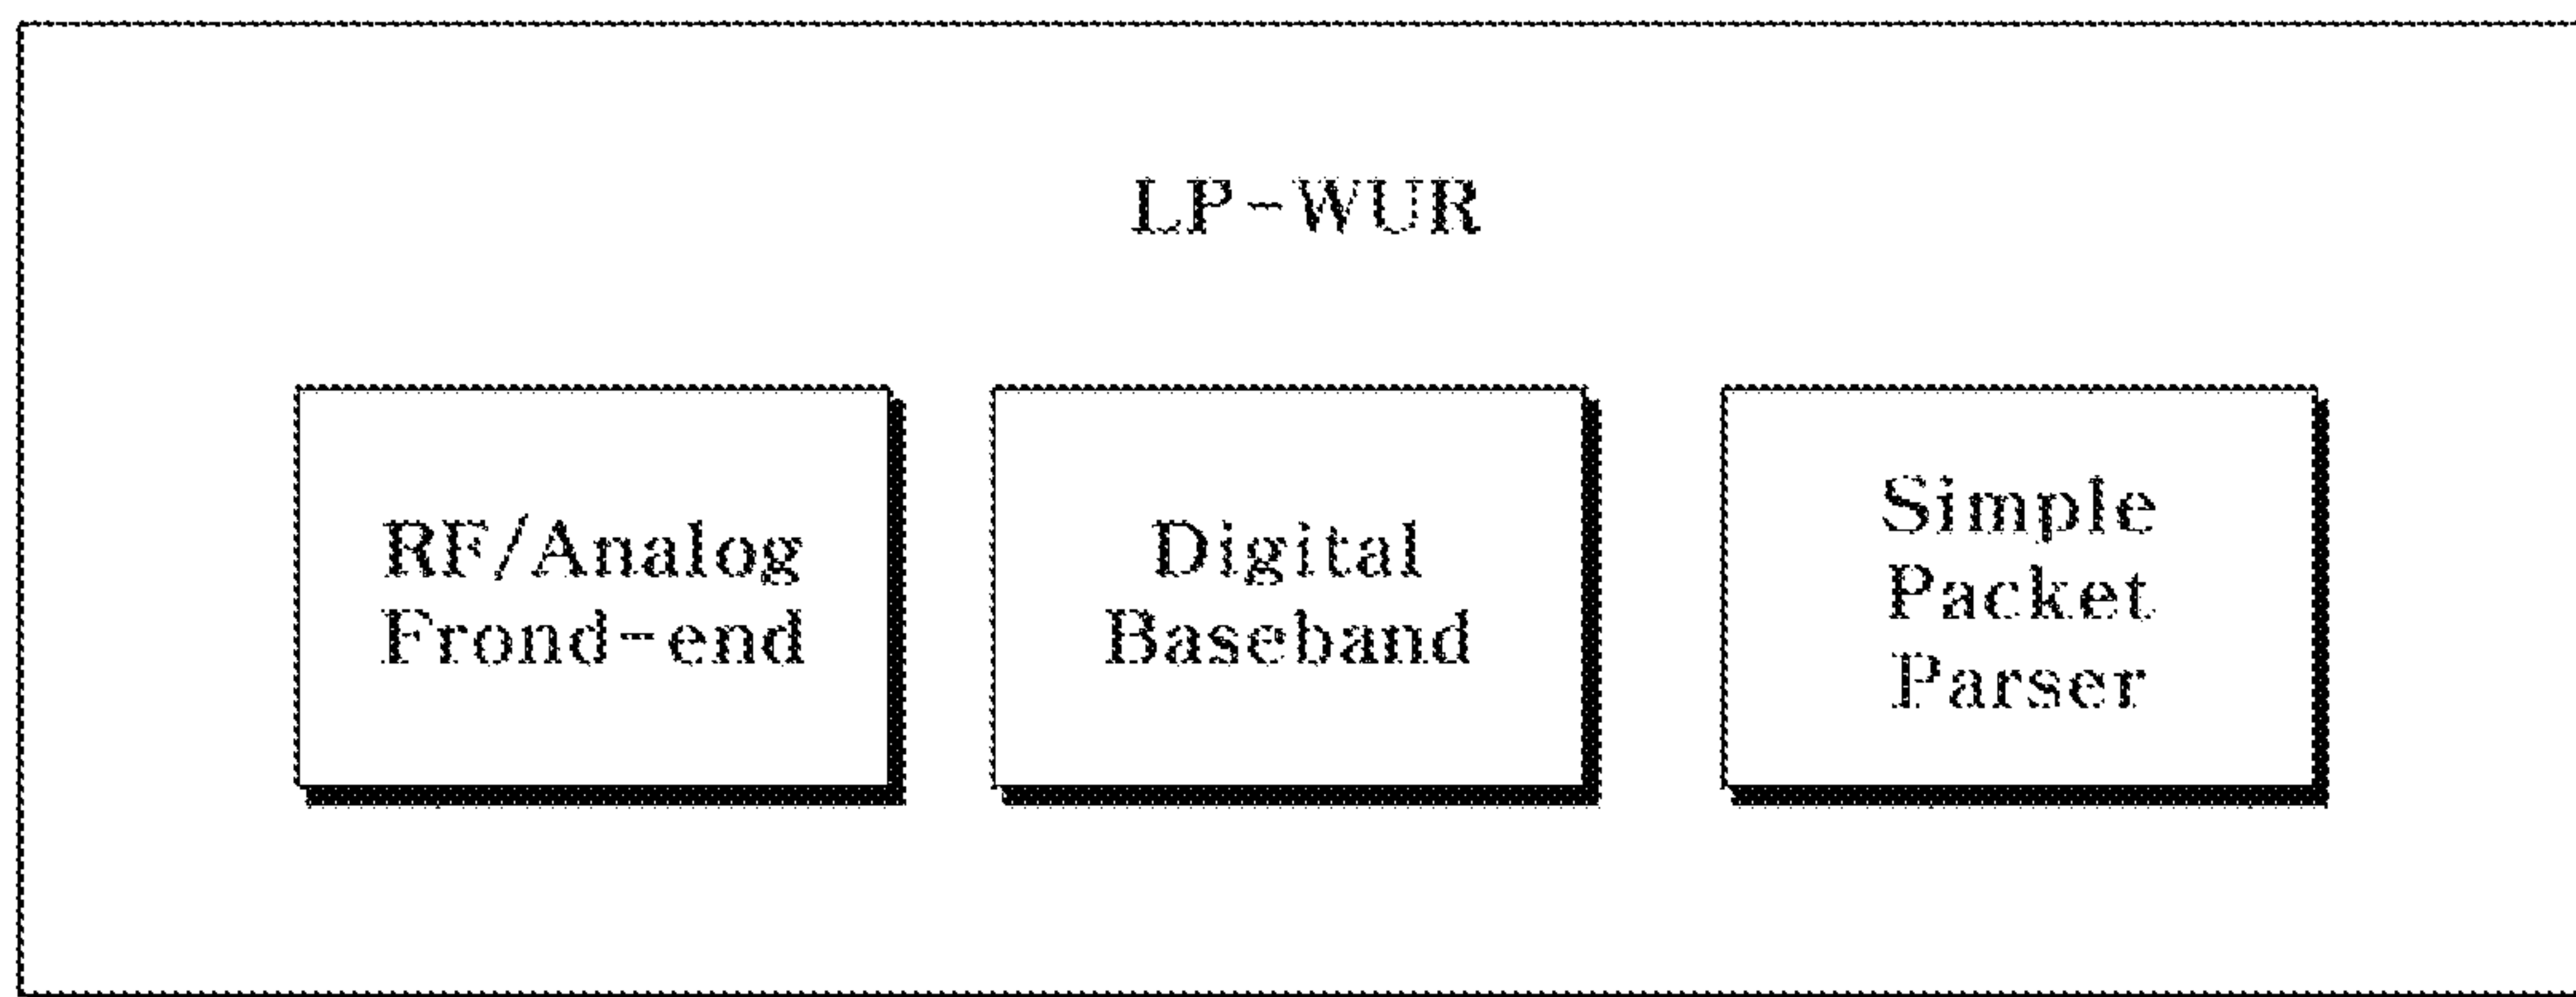 LP-WUR
RF/Analog
Frond-end
Digital
Baseband
Simple
Packet
Parser